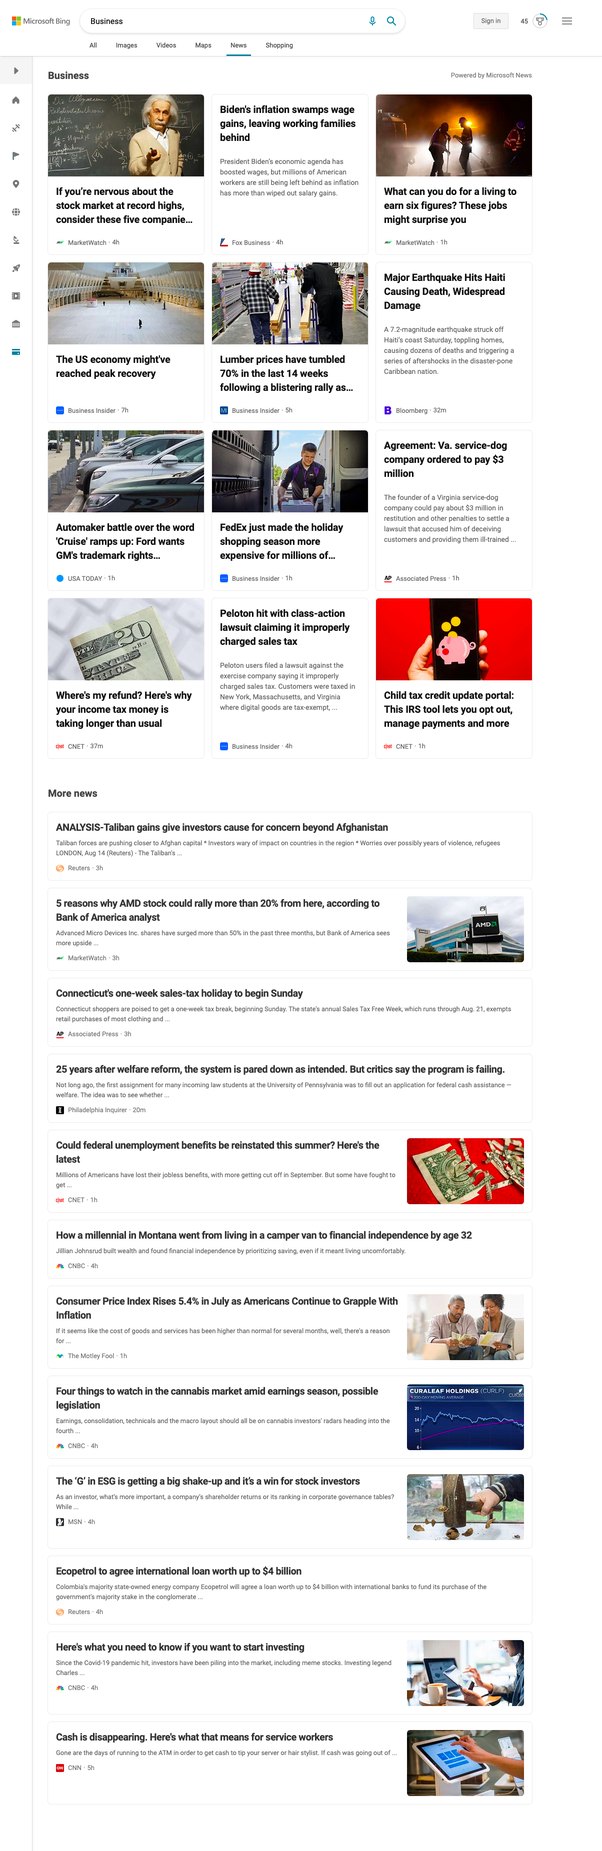 Microsoft Bing
Business
Sign in
45
All Images Videos Maps News Shopping
Business
Powered by Microsoft News
If you're nervous about the
stock market at record highs,
consider these five companie...
MarketWatch · 4h
Biden's inflation swamps wage
gains, leaving working families
behind
President Biden's economic agenda has
boosted wages, but millions of American
workers are still being left behind as inflation
has more than wiped out salary gains.
Fox Business · 4h
What can you do for a living to
earn six figures? These jobs
might surprise you
MarketWatch · 1h
The US economy might've
reached peak recovery
Business Insider · 7h
Lumber prices have tumbled
70% in the last 14 weeks
following a blistering rally as...
Business Insider · 5h
Major Earthquake Hits Haiti
Causing Death, Widespread
Damage
A 7.2-magnitude earthquake struck off
Haiti's coast Saturday, toppling homes,
causing dozens of deaths and triggering a
series of aftershocks in the disaster-prone
Caribbean nation.
Bloomberg · 32m
Automaker battle over the word
'Cruise' ramps up: Ford wants
GM's trademark rights...
USA TODAY · 1h
FedEx just made the holiday
shopping season more
expensive for millions of...
Business Insider · 1h
Agreement: Va. service-dog
company ordered to pay $3
million
The founder of a Virginia service-dog
company could pay about $3 million in
restitution and other penalties to settle a
lawsuit that accused him of deceiving
customers and providing them ill-trained ...
AP Associated Press · 1h
Where's my refund? Here's why
your income tax money is
taking longer than usual
CNET · 37m
Peloton hit with class-action
lawsuit claiming it improperly
charged sales tax
Peloton users filed a lawsuit against the
exercise company saying it improperly
charged sales tax. Customers were taxed in
New York, Massachusetts, and Virginia
where digital goods are tax-exempt, ...
Business Insider · 4h
Child tax credit update portal:
This IRS tool lets you opt out,
manage payments and more
CNET · 1h
More news
ANALYSIS-Taliban gains give investors cause for concern beyond Afghanistan
Taliban forces are pushing closer to Afghan capital * Investors wary of impact on countries in the region * Worries over possibly years of violence, refugees
LONDON, Aug 14 (Reuters) - The Taliban's ...
Reuters · 3h
5 reasons why AMD stock could rally more than 20% from here, according to
Bank of America analyst
Advanced Micro Devices Inc. shares have surged more than 50% in the past three months, but Bank of America sees
more upside ...
MarketWatch · 3h
AMD
Connecticut's one-week sales-tax holiday to begin Sunday
Connecticut shoppers are poised to get a one-week tax break, beginning Sunday. The state's annual Sales Tax Free Week, which runs through Aug. 21, exempts
retail purchases of most clothing and ...
AP Associated Press · 3h
25 years after welfare reform, the system is pared down as intended. But critics say the program is failing.
Not long ago, the first assignment for many incoming law students at the University of Pennsylvania was to fill out an application for federal cash assistance —
welfare. The idea was to see whether ...
Philadelphia Inquirer · 20m
Could federal unemployment benefits be reinstated this summer? Here's the
latest
Millions of Americans have lost their jobless benefits, with more getting cut off in September. But some have fought to
get ...
CNET · 1h
How a millennial in Montana went from living in a camper van to financial independence by age 32
Jillian Johnsrud built wealth and found financial independence by prioritizing saving, even if it meant living uncomfortably.
CNBC · 4h
Consumer Price Index Rises 5.4% in July as Americans Continue to Grapple With
Inflation
If it seems like the cost of goods and services has been higher than normal for several months, well, there's a reason
for ...
The Motley Fool · 1h
Four things to watch in the cannabis market amid earnings season, possible
legislation
Earnings, consolidation, technicals and the macro layout should all be on cannabis investors' radars heading into the
fourth ...
CNBC · 4h
CURALEAF HOLDINGS (CURLF)
The 'G' in ESG is getting a big shake-up and it's a win for stock investors
As an investor, what's more important, a company's shareholder returns or its ranking in corporate governance tables?
While ...
MSN · 4h
Ecopetrol to agree international loan worth up to $4 billion
Colombia's majority state-owned energy company Ecopetrol will agree a loan worth up to $4 billion with international banks to fund its purchase of the
government's majority stake in the conglomerate ...
Reuters · 4h
Here's what you need to know if you want to start investing
Since the Covid-19 pandemic hit, investors have been piling into the market, including meme stocks. Investing legend
Charles ...
CNBC · 4h
Cash is disappearing. Here's what that means for service workers
Gone are the days of running to the ATM in order to get cash to tip your server or hair stylist. If cash was going out of ...
CNN · 5h